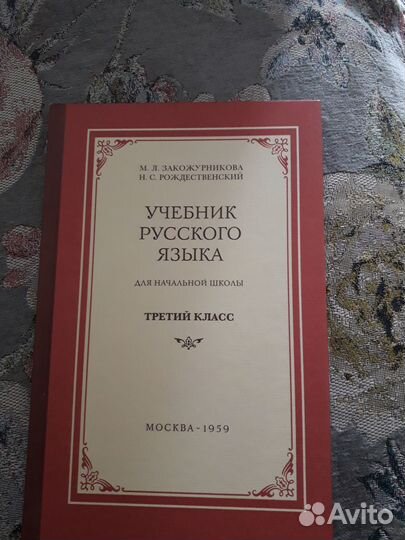 М. Л. ЗАКОЖУРНИКОВА
Н. С. РОЖДЕСТВЕНСКИЙ
УЧЕБНИК
РУССКОГО
ЯЗЫКА
ДЛЯ НАЧАЛЬНОЙ ШКОЛЫ
ТРЕТИЙ КЛАСС
МОСКВА - 1959
Avito